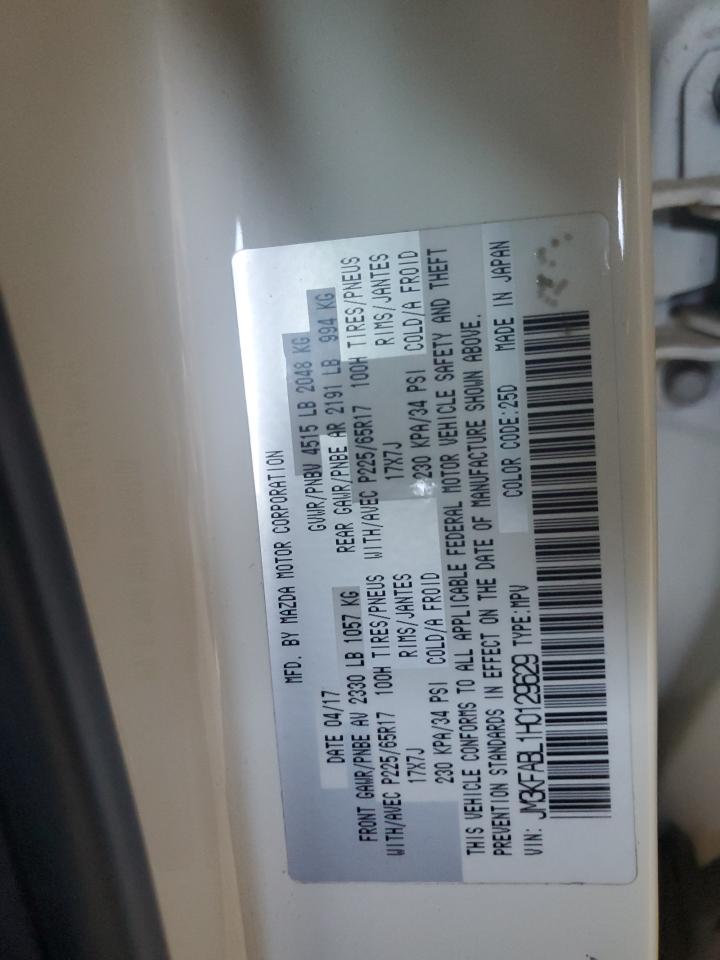 MFD. BY MAZDA MOTOR CORPORATION
DATE 04/17 GVWR/PNBV 4515 LB 2048 KG
FRONT GAWR/PNBE AV 2330 LB 1057 KG REAR GAWR/PNBE AR 2191 LB 994 KG
WITH/AVEC P225/65R17 100H TIRES/PNEUS WITH/AVEC P225/65R17 100H TIRES/PNEUS
17X7J RIMS/JANTES 17X7J RIMS/JANTES
230 KPA/34 PSI COLD/A FROID 230 KPA/34 PSI COLD/A FROID
THIS VEHICLE CONFORMS TO ALL APPLICABLE FEDERAL MOTOR VEHICLE SAFETY AND THEFT
PREVENTION STANDARDS IN EFFECT ON THE DATE OF MANUFACTURE SHOWN ABOVE.
COLOR CODE:25D MADE IN JAPAN
VIN: JM3KFABL1H0129629 TYPE:MPV